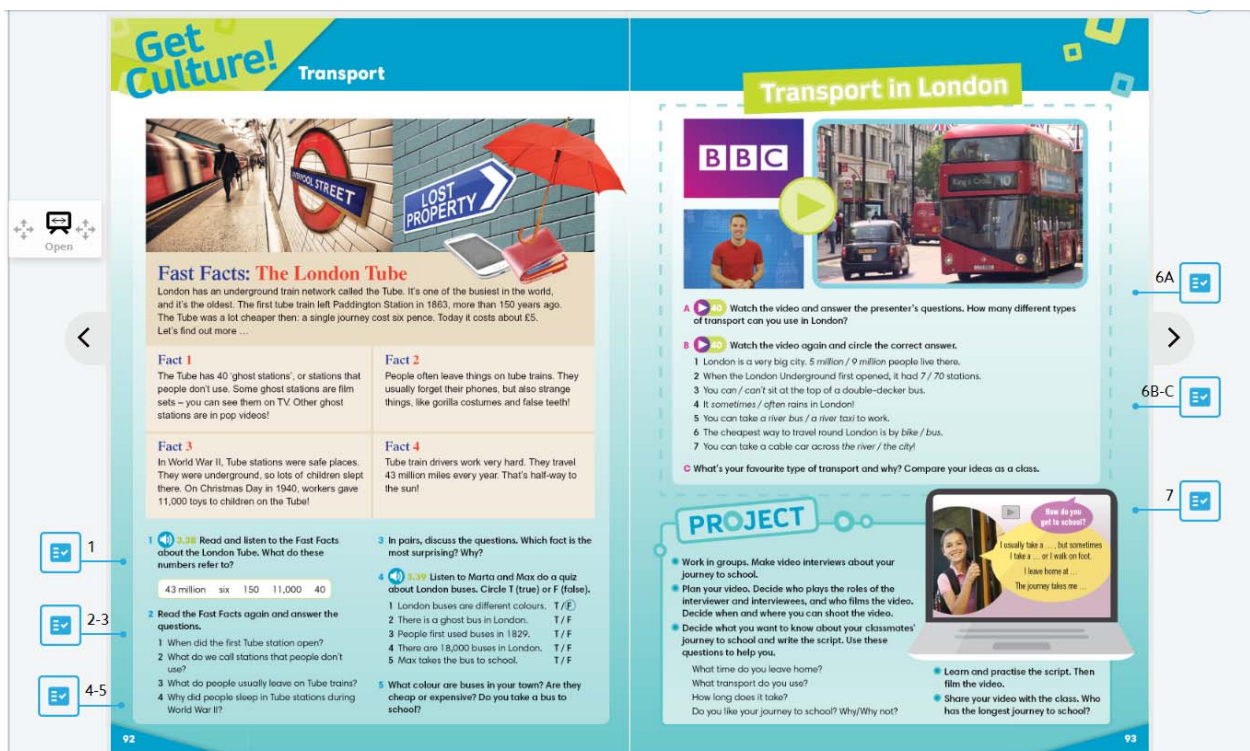 Get
Culture!
Transport
Transport in London
LIVERPOOL STREET
LOST
PROPERTY
Fast Facts: The London Tube
London has an underground train network called the Tube. It's one of the busiest in the world,
and it's the oldest. The first tube train left Paddington Station in 1863, more than 150 years ago.
The Tube was a lot cheaper then: a single journey cost six pence. Today it costs about £5.
Let's find out more ...
Fact 1
The Tube has 40 'ghost stations', or stations that
people don't use. Some ghost stations are film
sets – you can see them on TV. Other ghost
stations are in pop videos!
Fact 2
People often leave things on tube trains. They
usually forget their phones, but also strange
things, like gorilla costumes and false teeth!
Fact 3
In World War II, Tube stations were safe places.
They were underground, so lots of children slept
there. On Christmas Day in 1940, workers gave
11,000 toys to children on the Tube!
Fact 4
Tube train drivers work very hard. They travel
43 million miles every year. That's half-way to
the sun!
1 3.38 Read and listen to the Fast Facts
about the London Tube. What do these
numbers refer to?
43 million six 150 11,000 40
2 Read the Fast Facts again and answer the
questions.
1 When did the first Tube station open?
2 What do we call stations that people don't
use?
3 What do people usually leave on Tube trains?
4 Why did people sleep in Tube stations during
World War II?
3 In pairs, discuss the questions. Which fact is the
most surprising? Why?
4 3.39 Listen to Marta and Max do a quiz
about London buses. Circle T (true) or F (false).
1 London buses are different colours. T / F
2 There is a ghost bus in London. T / F
3 People first used buses in 1829. T / F
4 There are 18,000 buses in London. T / F
5 Max takes the bus to school. T / F
5 What colour are buses in your town? Are they
cheap or expensive? Do you take a bus to
school?
92
BBC
King's Cross 10
A 40 Watch the video and answer the presenter's questions. How many different types
of transport can you use in London?
B 40 Watch the video again and circle the correct answer.
1 London is a very big city. 5 million / 9 million people live there.
2 When the London Underground first opened, it had 7 / 70 stations.
3 You can / can't sit at the top of a double-decker bus.
4 It sometimes / often rains in London!
5 You can take a river bus / a river taxi to work.
6 The cheapest way to travel round London is by bike / bus.
7 You can take a cable car across the river / the city!
C What's your favourite type of transport and why? Compare your ideas as a class.
PROJECT
Work in groups. Make video interviews about your
journey to school.
Plan your video. Decide who plays the roles of the
interviewer and interviewees, and who films the video.
Decide when and where you can shoot the video.
Decide what you want to know about your classmates'
journey to school and write the script. Use these
questions to help you.
What time do you leave home?
What transport do you use?
How long does it take?
Do you like your journey to school? Why/Why not?
How do you
get to school?
I usually take a ... , but sometimes
I take a ... or I walk on foot.
I leave home at ...
The journey takes me ...
Learn and practise the script. Then
film the video.
Share your video with the class. Who
has the longest journey to school?
93
Open
1
2-3
4-5
6A
6B-C
7